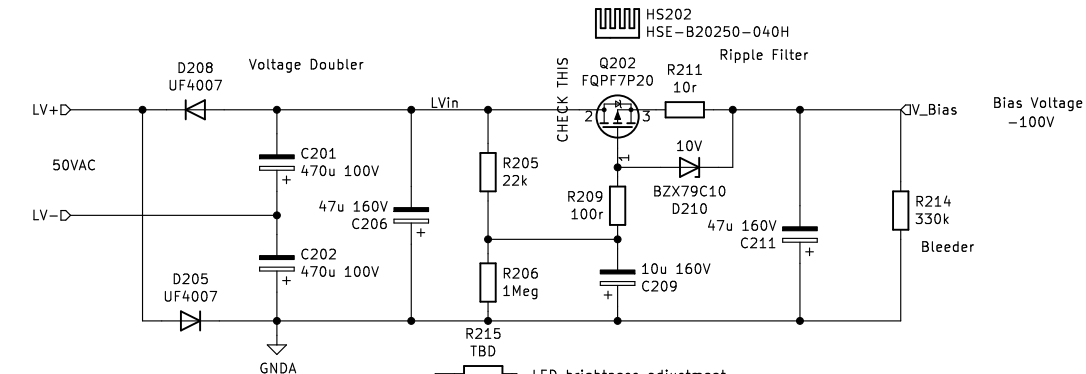 HS202
HSE-B20250-040H
Ripple Filter
D208
UF4007
Voltage Doubler
CHECK THIS
Q202
FQPF7P20
R211
10r
LV+
LVin
2
3
1
V_Bias
Bias Voltage
-100V
50VAC
C201
470u 100V
+
R205
22k
10V
BZX79C10
D210
R209
100r
47u 160V
C206
+
R214
330k
LV-
47u 160V
C211
+
Bleeder
C202
470u 100V
+
R206
1Meg
10u 160V
C209
+
D205
UF4007
R215
TBD
GNDA
LED brightness adjustment